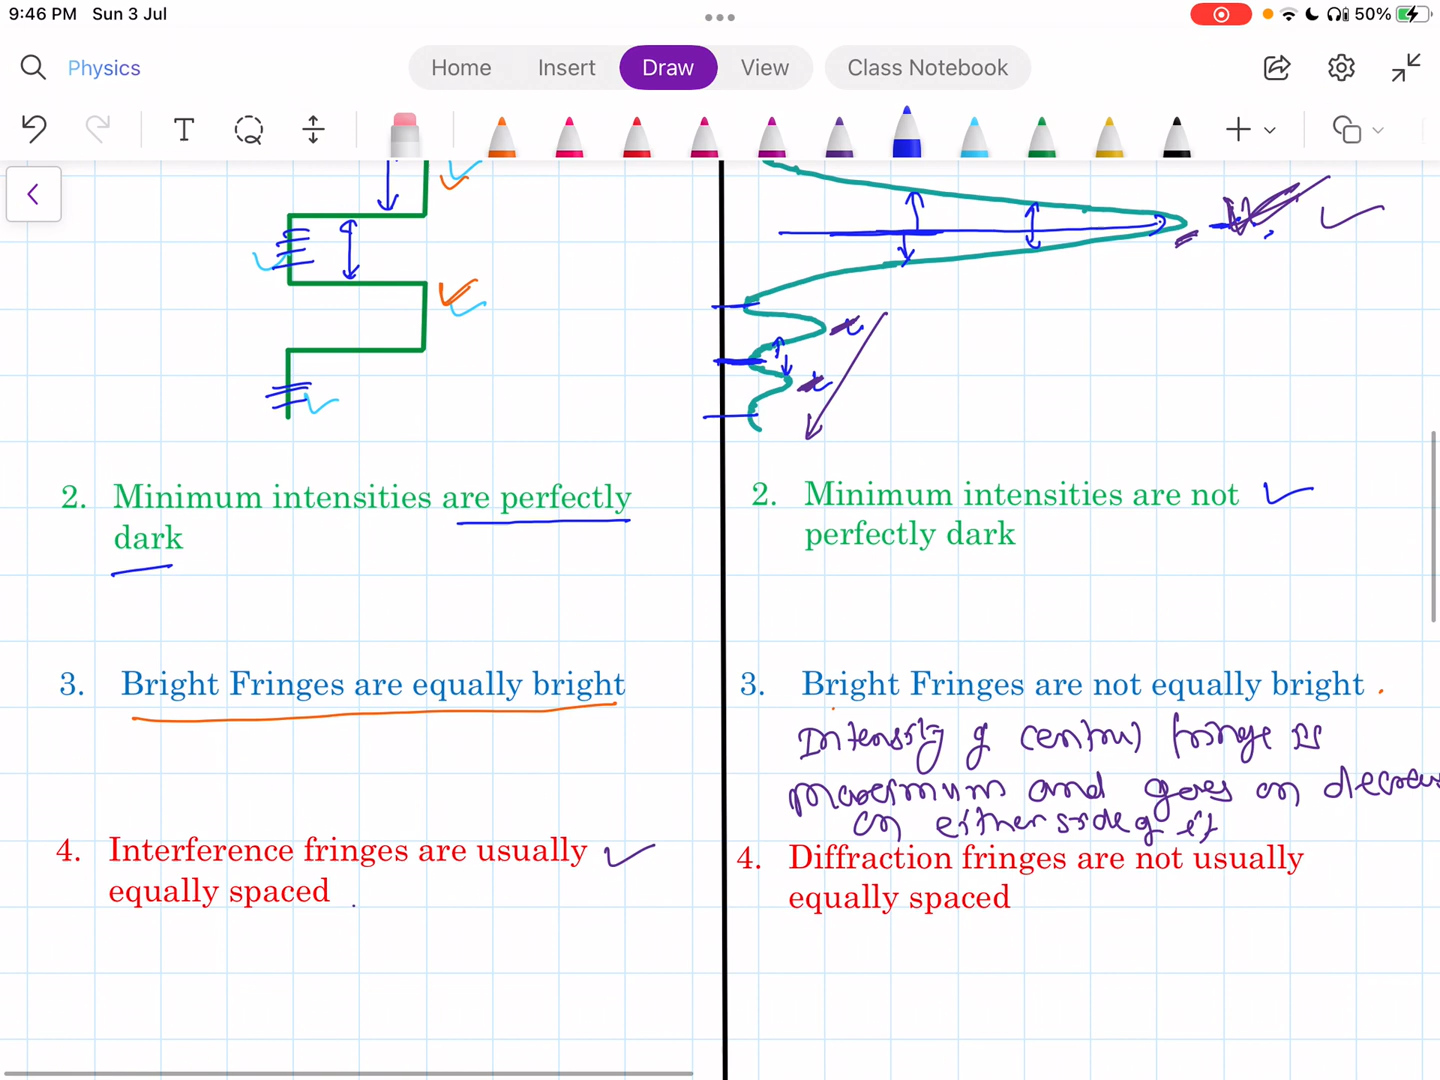 9:46 PM Sun 3 Jul
50%
Physics
Home Insert Draw View Class Notebook
T
2. Minimum intensities are perfectly
dark
2. Minimum intensities are not
perfectly dark
3. Bright Fringes are equally bright
3. Bright Fringes are not equally bright .
Intensity of central fringe is
maximum and goes on
on either side of it
4. Interference fringes are usually
equally spaced
4. Diffraction fringes are not usually
equally spaced